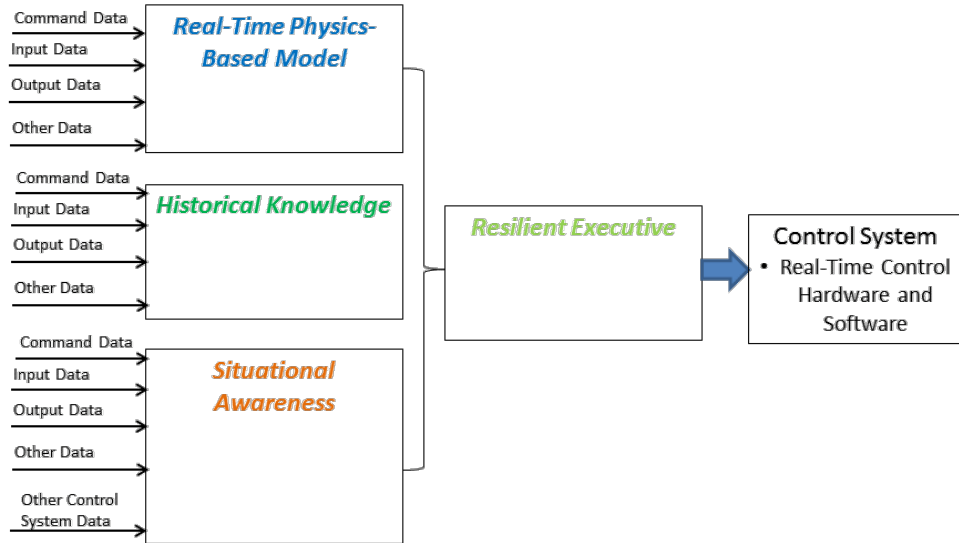 Command Data
Input Data
Output Data
Other Data
Real-Time Physics-
Based Model
Command Data
Input Data
Output Data
Other Data
Historical Knowledge
Command Data
Input Data
Output Data
Other Data
Other Control
System Data
Situational
Awareness
Resilient Executive
Control System
• Real-Time Control
Hardware and
Software